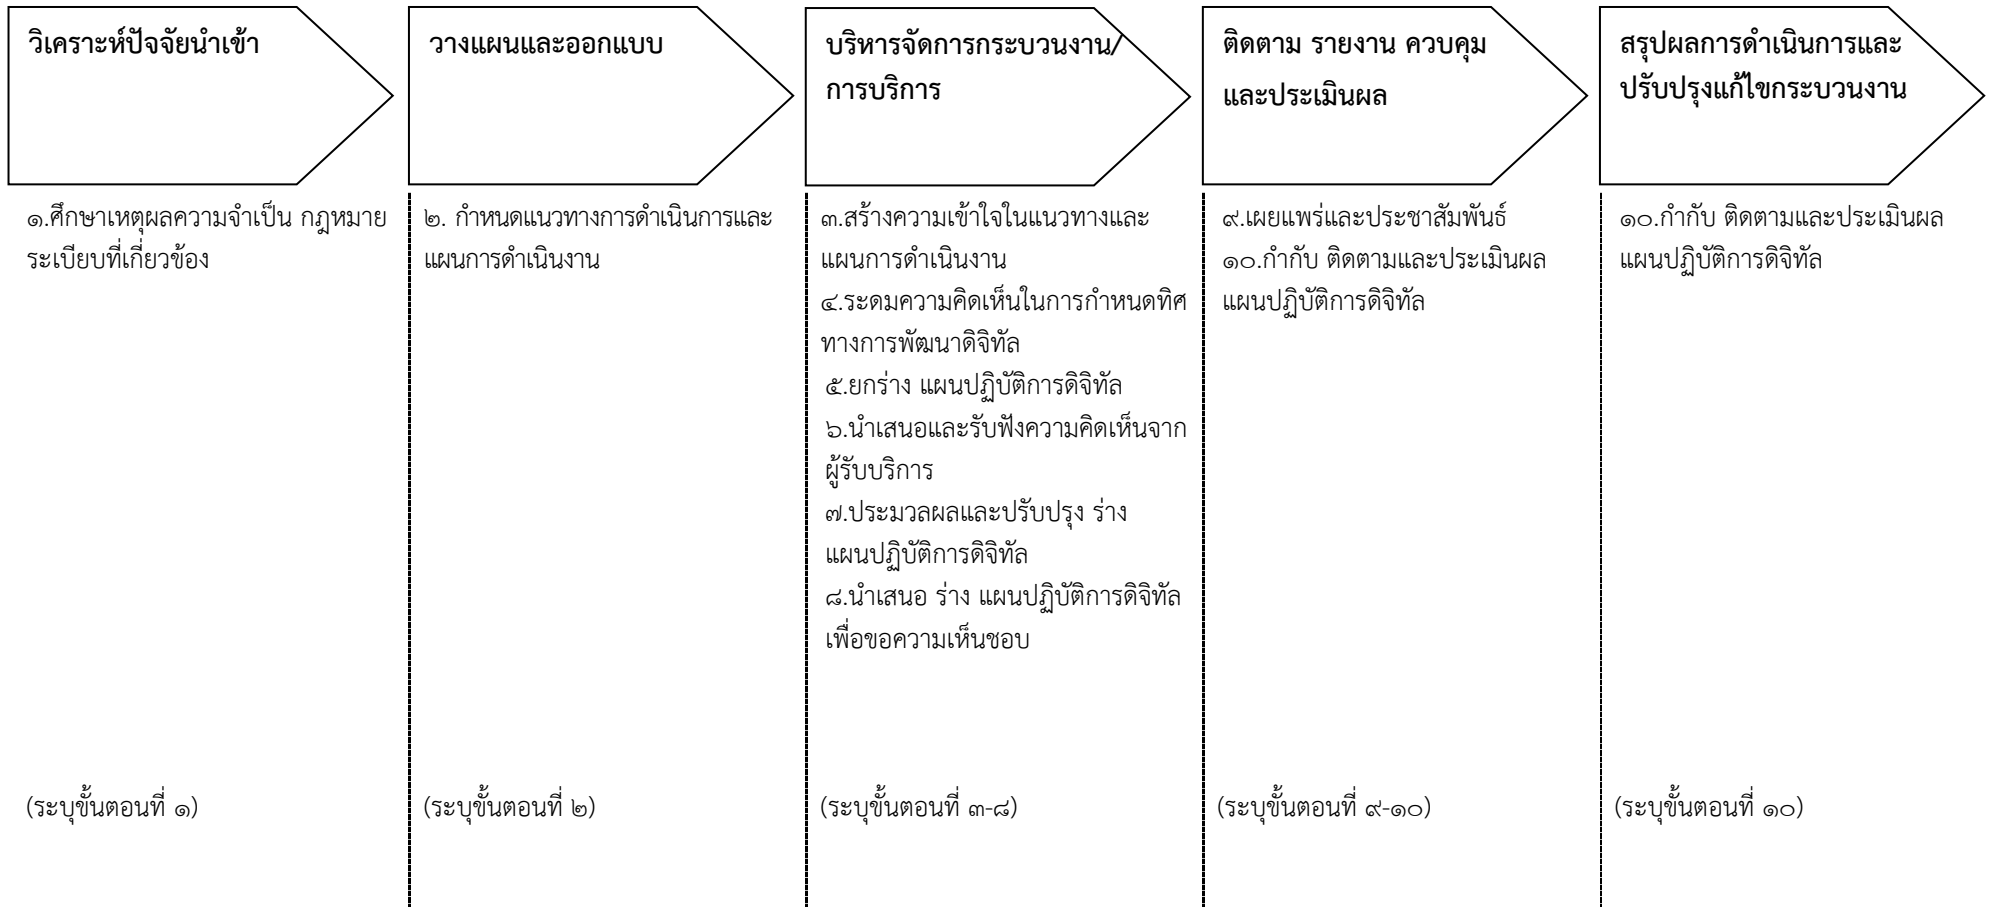 วิเคราะห์ปัจจัยนำเข้า
วางแผนและออกแบบ
บริหารจัดการกระบวนงาน/
การบริการ
ติดตาม รายงาน ควบคุม
และประเมินผล
สรุปผลการดำเนินการและ
ปรับปรุงแก้ไขกระบวนงาน
๑.ศึกษาเหตุผลความจำเป็น กฎหมาย
ระเบียบที่เกี่ยวข้อง
(ระบุขั้นตอนที่ ๑)
๒. กำหนดแนวทางการดำเนินการและ
แผนการดำเนินงาน
(ระบุขั้นตอนที่ ๒)
๓.สร้างความเข้าใจในแนวทางและ
แผนการดำเนินงาน
๔.ระดมความคิดเห็นในการกำหนดทิศ
ทางการพัฒนาดิจิทัล
๕.ยกร่าง แผนปฏิบัติการดิจิทัล
๖.นำเสนอและรับฟังความคิดเห็นจาก
ผู้รับบริการ
๗.ประมวลผลและปรับปรุง ร่าง
แผนปฏิบัติการดิจิทัล
๘.นำเสนอ ร่าง แผนปฏิบัติการดิจิทัล
เพื่อขอความเห็นชอบ
(ระบุขั้นตอนที่ ๓-๘)
๙.เผยแพร่และประชาสัมพันธ์
๑๐.กำกับ ติดตามและประเมินผล
แผนปฏิบัติการดิจิทัล
(ระบุขั้นตอนที่ ๙-๑๐)
๑๐.กำกับ ติดตามและประเมินผล
แผนปฏิบัติการดิจิทัล
(ระบุขั้นตอนที่ ๑๐)